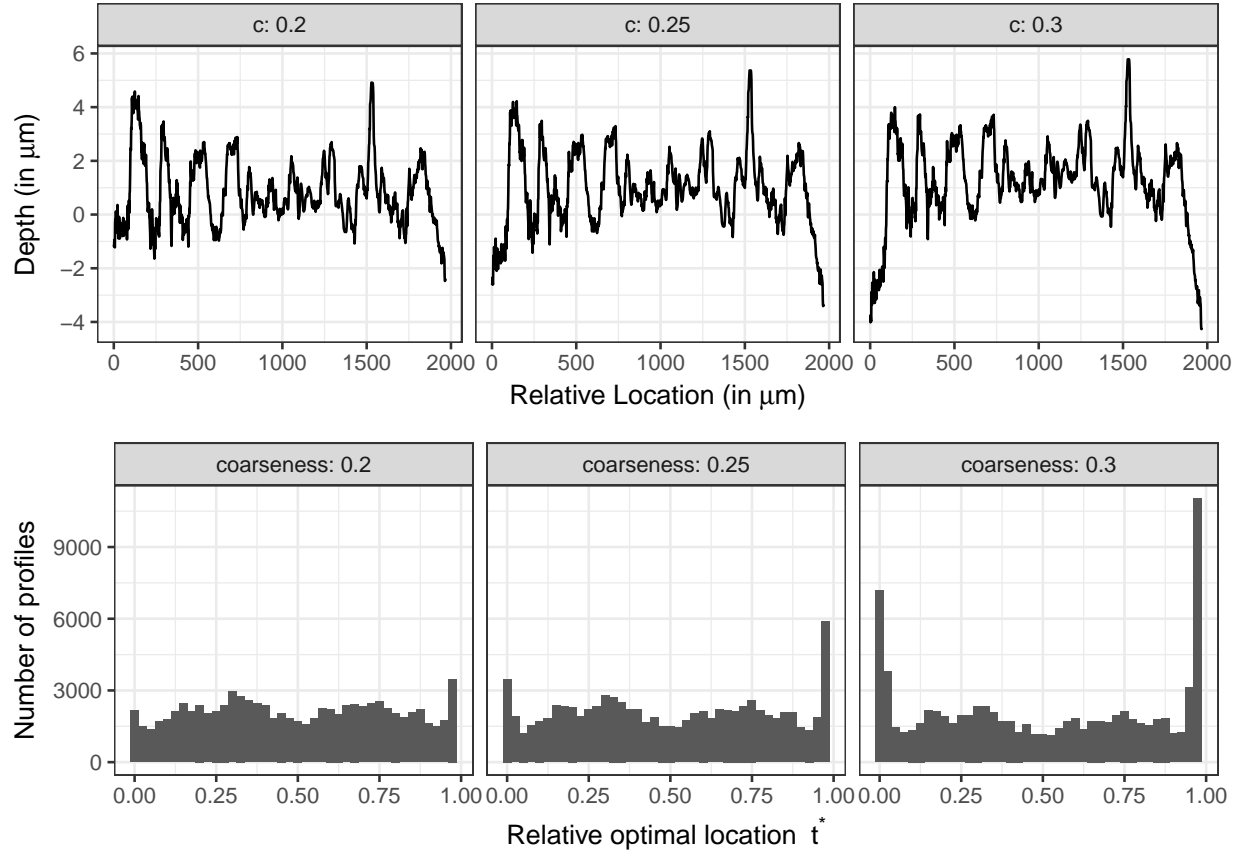 c: 0.2 c: 0.25 c: 0.3
6
4
2
0
−2
−4
Depth (in μm)
0 500 1000 1500 2000 0 500 1000 1500 2000 0 500 1000 1500 2000
Relative Location (in μm)
coarseness: 0.2 coarseness: 0.25 coarseness: 0.3
9000
6000
3000
0
Number of profiles
0.00 0.25 0.50 0.75 1.00 0.00 0.25 0.50 0.75 1.00 0.00 0.25 0.50 0.75 1.00
Relative optimal location t*